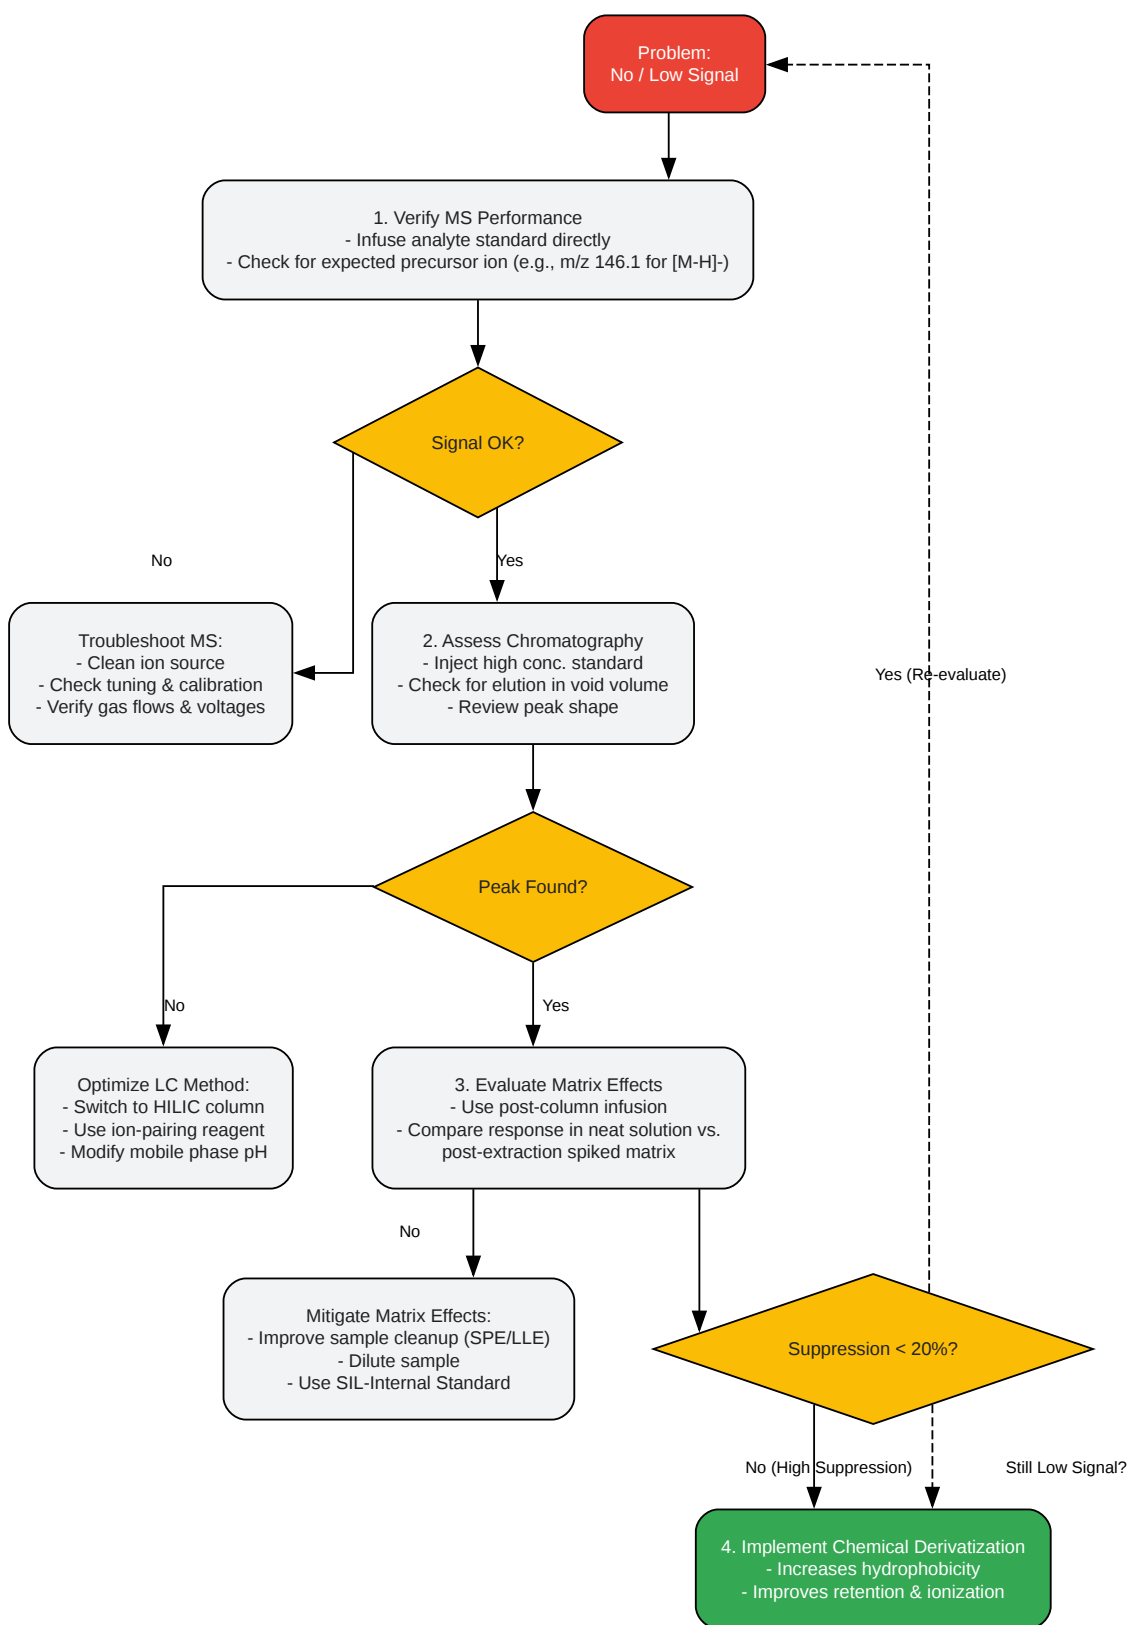 Problem:
No / Low Signal
1. Verify MS Performance
- Infuse analyte standard directly
- Check for expected precursor ion (e.g., m/z 146.1 for [M-H]-)
Signal OK?
No
Yes
Troubleshoot MS:
- Clean ion source
- Check tuning & calibration
- Verify gas flows & voltages
2. Assess Chromatography
- Inject high conc. standard
- Check for elution in void volume
- Review peak shape
Yes (Re-evaluate)
Peak Found?
No
Yes
Optimize LC Method:
- Switch to HILIC column
- Use ion-pairing reagent
- Modify mobile phase pH
3. Evaluate Matrix Effects
- Use post-column infusion
- Compare response in neat solution vs.
post-extraction spiked matrix
No
Mitigate Matrix Effects:
- Improve sample cleanup (SPE/LLE)
- Dilute sample
- Use SIL-Internal Standard
Suppression < 20%?
No (High Suppression)
Still Low Signal?
4. Implement Chemical Derivatization
- Increases hydrophobicity
- Improves retention & ionization